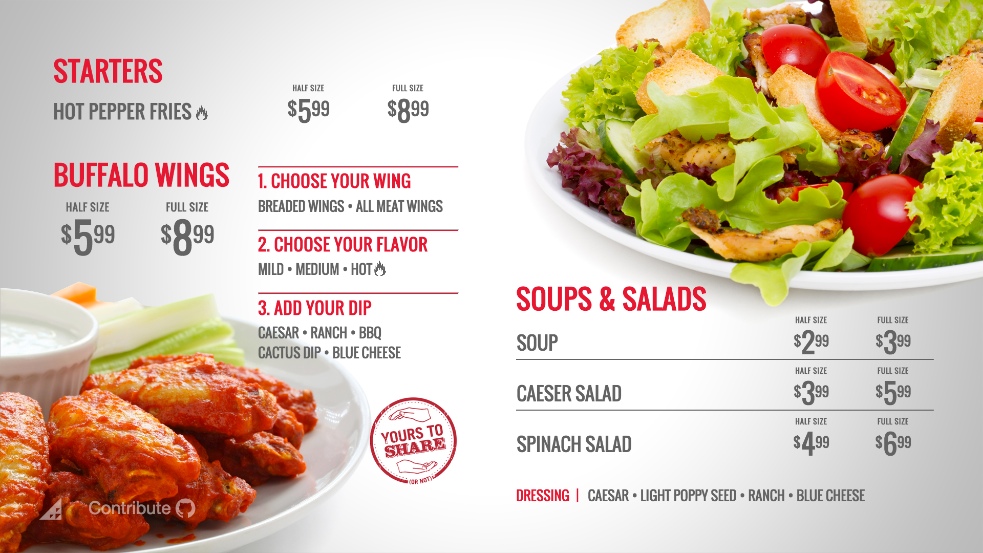 STARTERS
HALF SIZE FULL SIZE
HOT PEPPER FRIES $599 $899
BUFFALO WINGS
HALF SIZE FULL SIZE
$599 $899
1. CHOOSE YOUR WING
BREADED WINGS • ALL MEAT WINGS
2. CHOOSE YOUR FLAVOR
MILD • MEDIUM • HOT
3. ADD YOUR DIP
CAESAR • RANCH • BBQ
CACTUS DIP • BLUE CHEESE
YOURS TO
SHARE
(OR NOT)
Contribute
SOUPS & SALADS
HALF SIZE FULL SIZE
SOUP $299 $399
HALF SIZE FULL SIZE
CAESER SALAD $399 $599
HALF SIZE FULL SIZE
SPINACH SALAD $499 $699
DRESSING | CAESAR • LIGHT POPPY SEED • RANCH • BLUE CHEESE